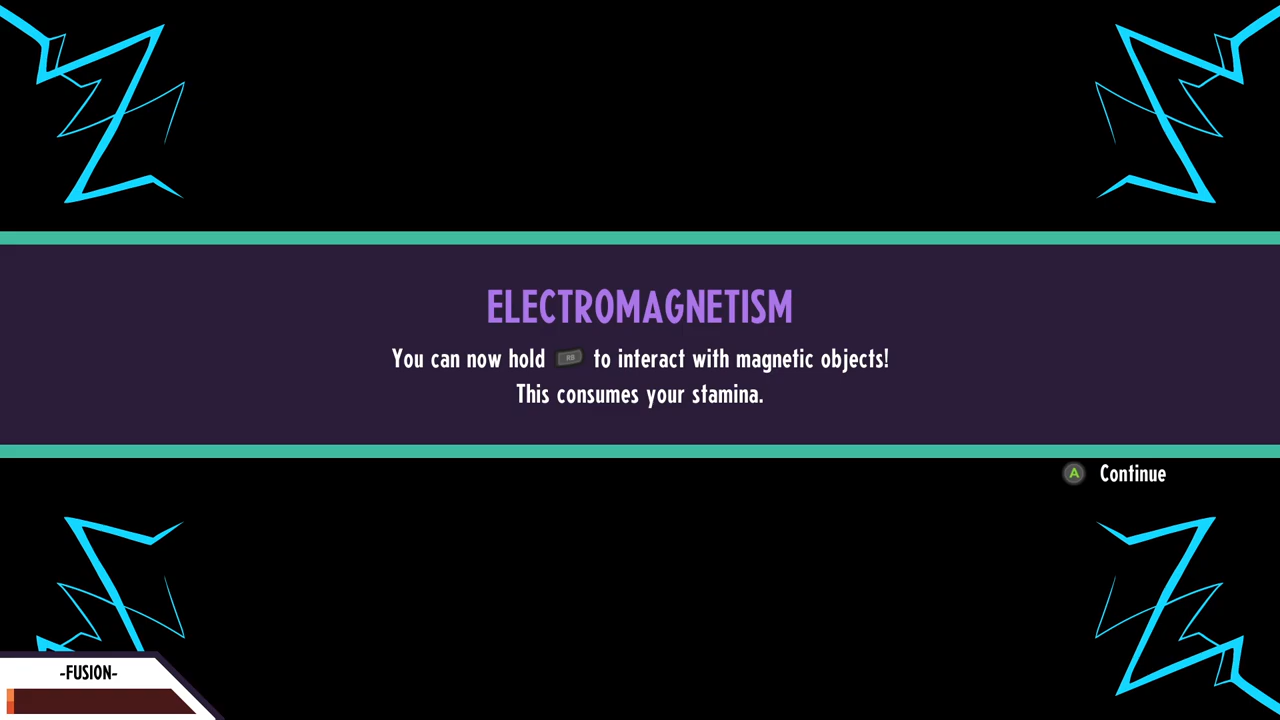 ELECTROMAGNETISM
You can now hold RB to interact with magnetic objects!
This consumes your stamina.
A Continue
-FUSION-